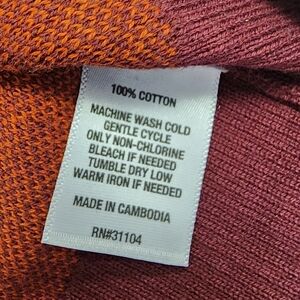 100% COTTON
MACHINE WASH COLD
GENTLE CYCLE
ONLY NON-CHLORINE
BLEACH IF NEEDED
TUMBLE DRY LOW
WARM IRON IF NEEDED
MADE IN CAMBODIA
RN#31104